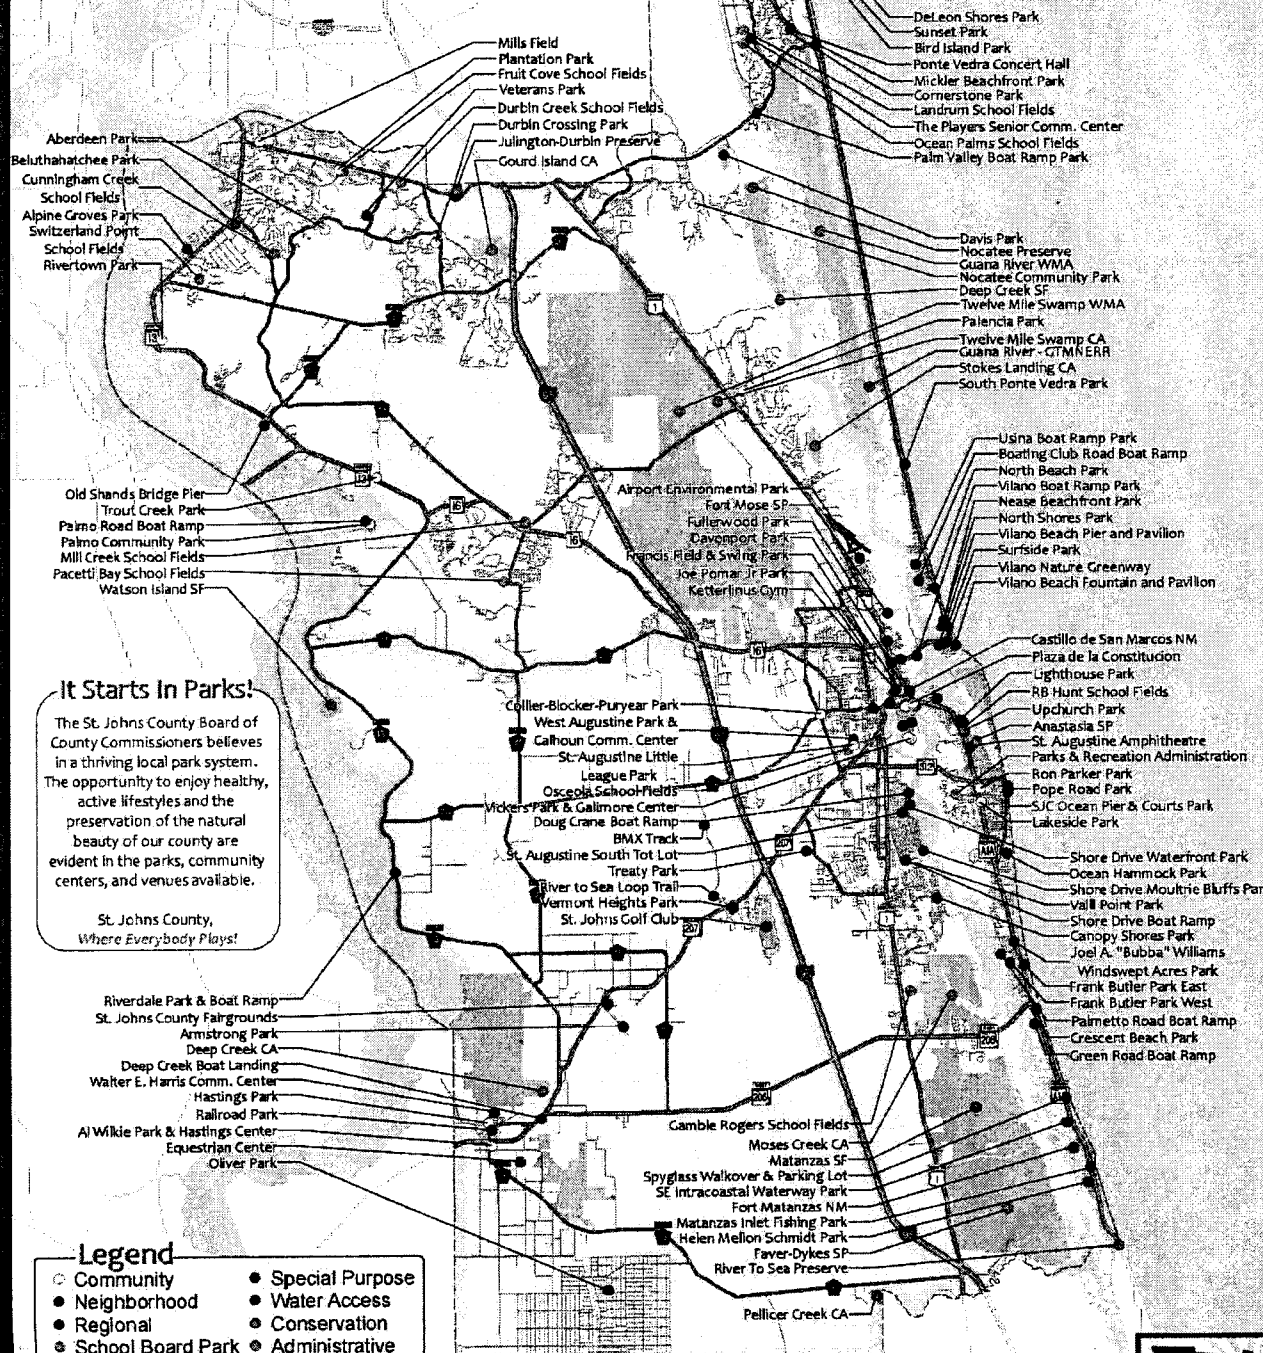 Mills Field
Plantation Park
Fruit Cove School Fields
Veterans Park
Durbin Creek School Fields
Durbin Crossing Park
Julington-Durbin Preserve
Gourd Island CA
Aberdeen Park
Beluthahatchee Park
Cunningham Creek
School Fields
Alpine Groves Park
Switzerland Point
School Fields
Rivertown Park
DeLeon Shores Park
Sunset Park
Bird Island Park
Ponte Vedra Concert Hall
Mickler Beachfront Park
Cornerstone Park
Landrum School Fields
The Players Senior Comm. Center
Ocean Palms School Fields
Palm Valley Boat Ramp Park
Davis Park
Nocatee Preserve
Guana River WMA
Nocatee Community Park
Deep Creek SF
Twelve Mile Swamp WMA
Palencia Park
Twelve Mile Swamp CA
Guana River - GTMNERR
Stokes Landing CA
South Ponte Vedra Park
Usina Boat Ramp Park
Boating Club Road Boat Ramp
North Beach Park
Vilano Boat Ramp Park
Nease Beachfront Park
North Shores Park
Vilano Beach Pier and Pavilion
Surfside Park
Vilano Nature Greenway
Vilano Beach Fountain and Pavilion
Old Shands Bridge Pier
Trout Creek Park
Palmo Road Boat Ramp
Palmo Community Park
Mill Creek School Fields
Pacetti Bay School Fields
Watson Island SF
Airport Environmental Park
Fort Mose SP
Fullerwood Park
Davenport Park
Francis Field & Swing Park
Joe Pomar Jr Park
Ketterlinus Gym
Castillo de San Marcos NM
Plaza de la Constitucion
Lighthouse Park
RB Hunt School Fields
Upchurch Park
Anastasia SP
St. Augustine Amphitheatre
Parks & Recreation Administration
Ron Parker Park
Pope Road Park
SJC Ocean Pier & Courts Park
Lakeside Park
It Starts In Parks!
The St. Johns County Board of
County Commissioners believes
in a thriving local park system.
The opportunity to enjoy healthy,
active lifestyles and the
preservation of the natural
beauty of our county are
evident in the parks, community
centers, and venues available.
St. Johns County,
Where Everybody Plays!
Collier-Blocker-Puryear Park
West Augustine Park &
Calhoun Comm. Center
St. Augustine Little
League Park
Osceola School Fields
Vickers Park & Galimore Center
Doug Crane Boat Ramp
BMX Track
St. Augustine South Tot Lot
Treaty Park
River to Sea Loop Trail
Vermont Heights Park
St. Johns Golf Club
Shore Drive Waterfront Park
Ocean Hammock Park
Shore Drive Moultrie Bluffs Par
Vaill Point Park
Shore Drive Boat Ramp
Canopy Shores Park
Joel A. "Bubba" Williams
Windswept Acres Park
Frank Butler Park East
Frank Butler Park West
Palmetto Road Boat Ramp
Crescent Beach Park
Green Road Boat Ramp
Riverdale Park & Boat Ramp
St. Johns County Fairgrounds
Armstrong Park
Deep Creek CA
Deep Creek Boat Landing
Walter E. Harris Comm. Center
Hastings Park
Railroad Park
Al Wilkie Park & Hastings Center
Equestrian Center
Oliver Park
Gamble Rogers School Fields
Moses Creek CA
Matanzas SF
Spyglass Walkover & Parking Lot
SE Intracoastal Waterway Park
Fort Matanzas NM
Matanzas Inlet Fishing Park
Helen Mellon Schmidt Park
Faver-Dykes SP
River To Sea Preserve
Pellicer Creek CA
Legend
Community
Neighborhood
Regional
School Board Park
Special Purpose
Water Access
Conservation
Administrative
1
13
13
16
16
16
207
207
312
A1A
1
206
206
1